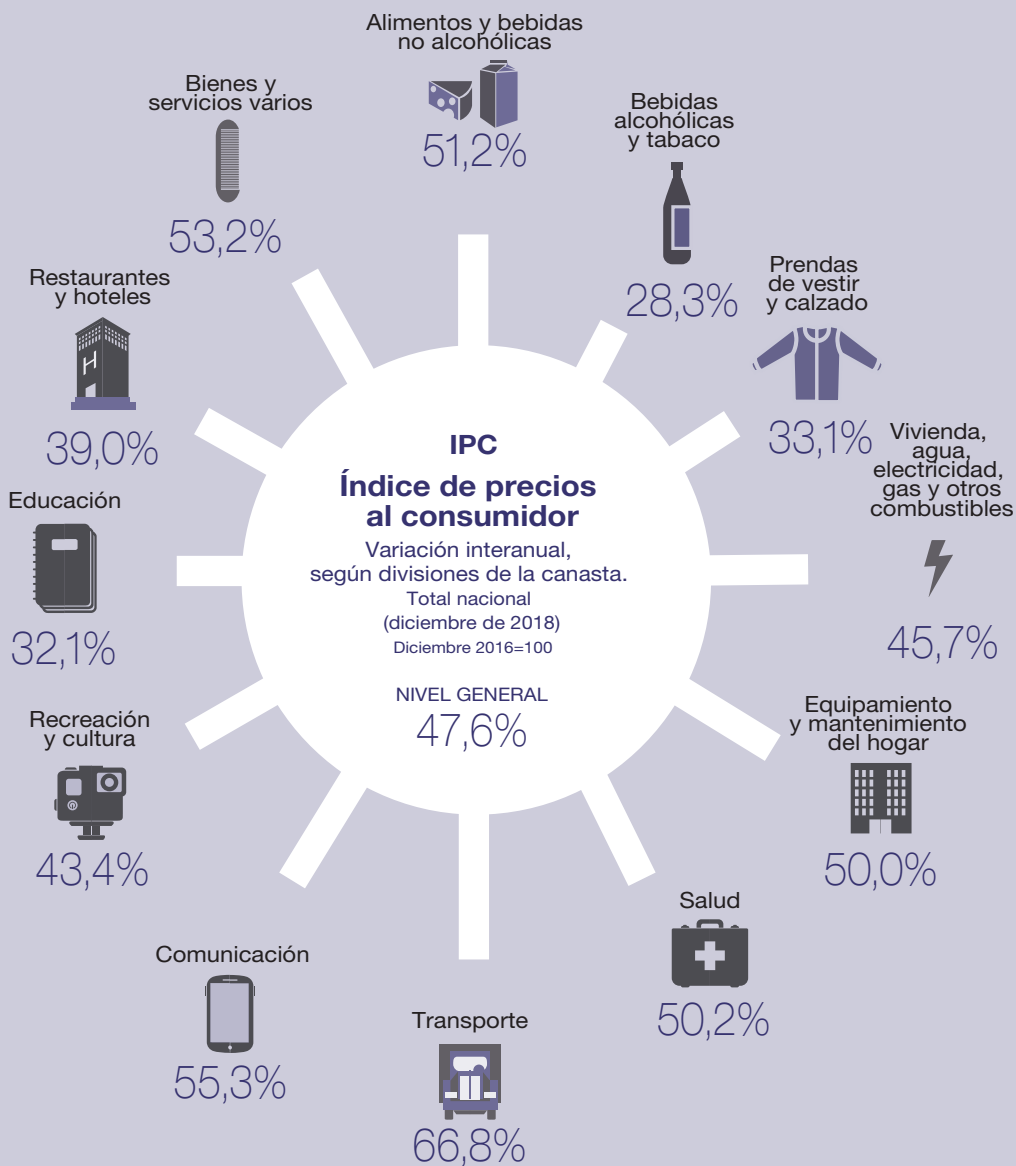 Alimentos y bebidas
no alcohólicas
51,2%
Bebidas
alcohólicas
y tabaco
28,3%
Prendas
de vestir
y calzado
33,1%
Vivienda,
agua,
electricidad,
gas y otros
combustibles
45,7%
Equipamiento
y mantenimiento
del hogar
50,0%
Salud
50,2%
Transporte
66,8%
Comunicación
55,3%
Recreación
y cultura
43,4%
Educación
32,1%
Restaurantes
y hoteles
H
39,0%
Bienes y
servicios varios
53,2%
IPC
Índice de precios
al consumidor
Variación interanual,
según divisiones de la canasta.
Total nacional
(diciembre de 2018)
Diciembre 2016=100
NIVEL GENERAL
47,6%